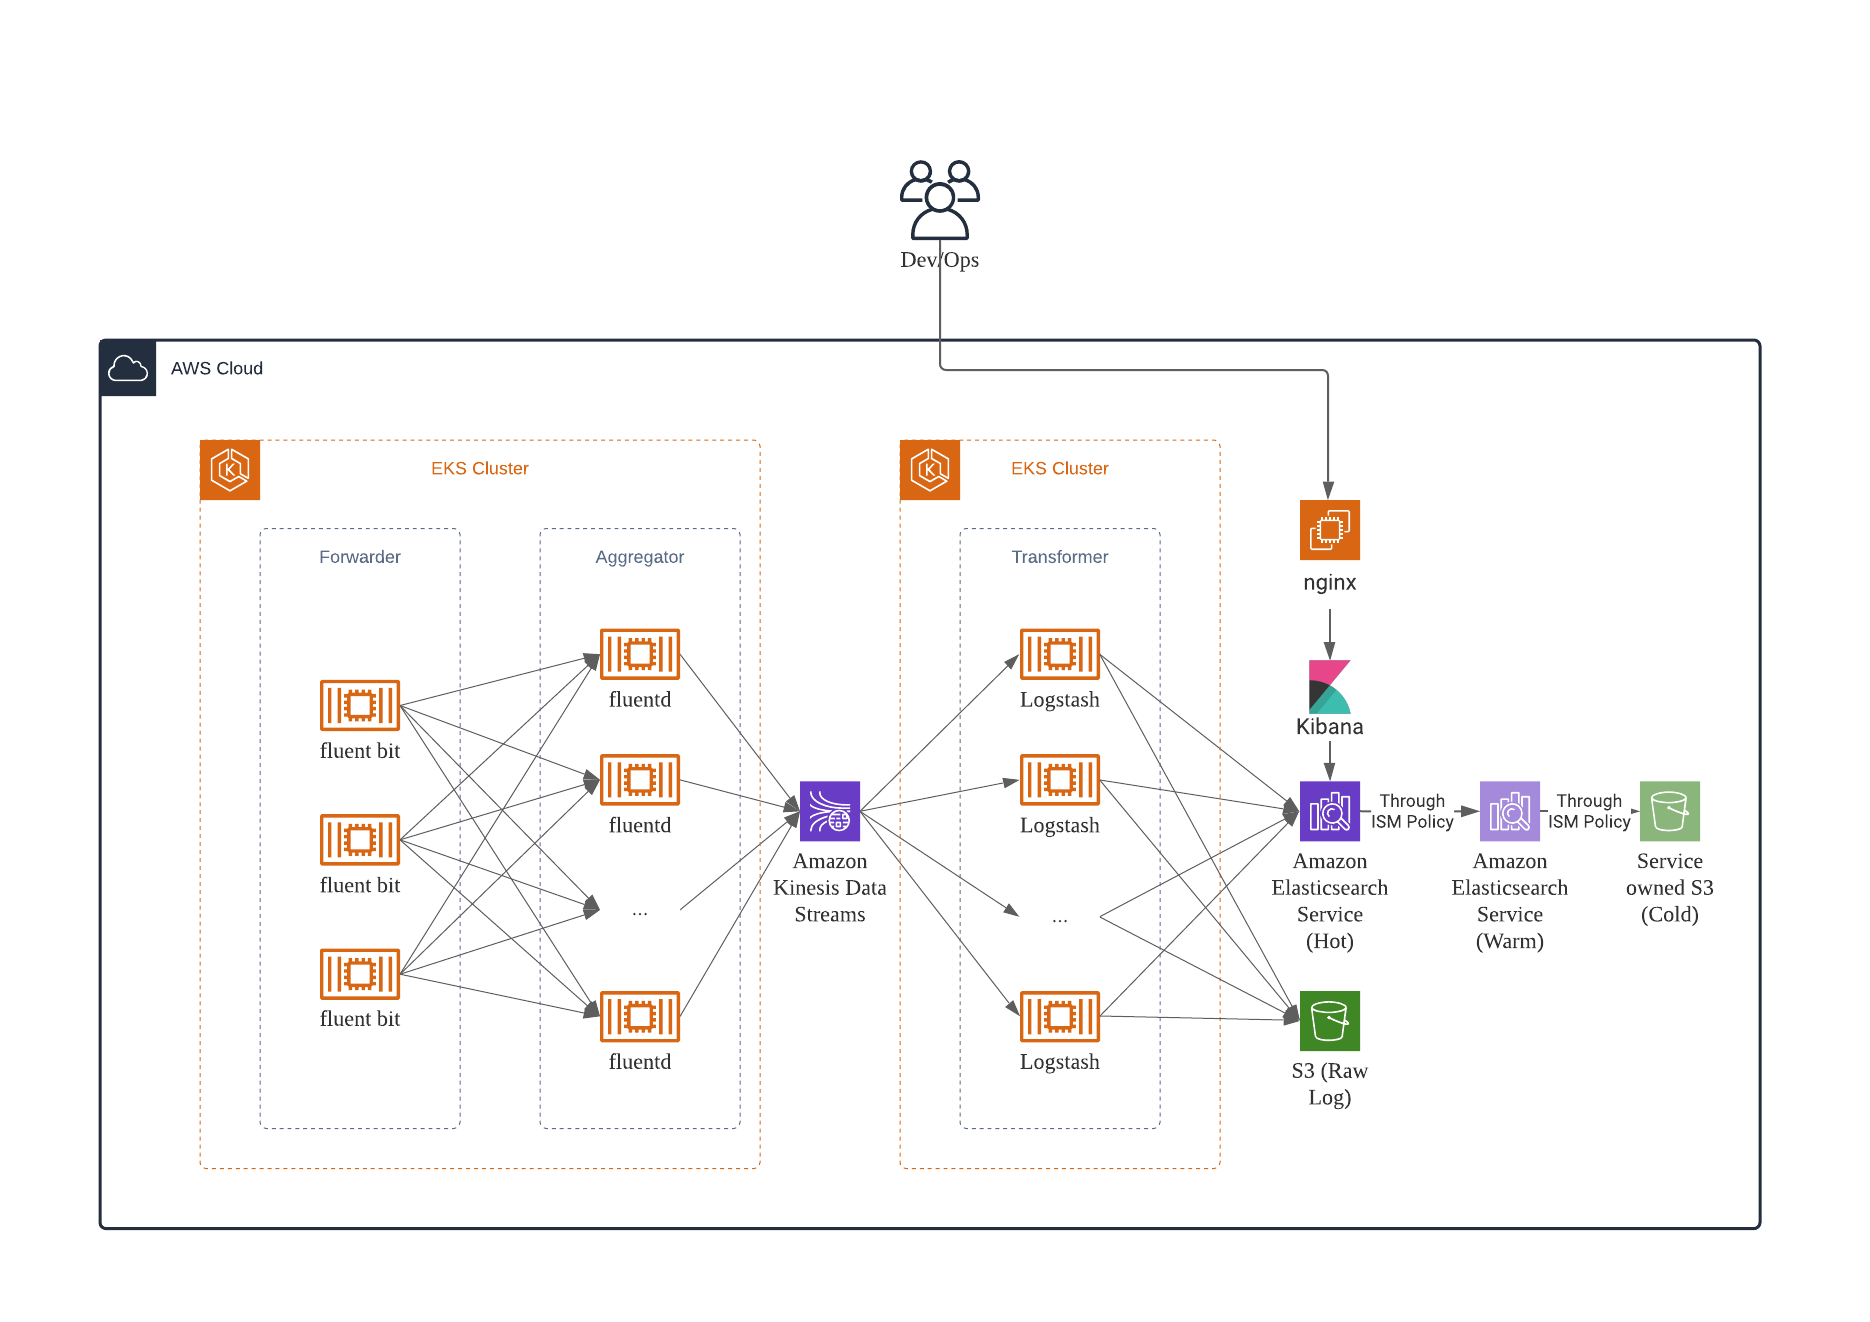 Dev/Ops
AWS Cloud
EKS Cluster
EKS Cluster
Forwarder
Aggregator
Transformer
fluent bit
fluent bit
fluent bit
fluentd
fluentd
...
fluentd
Amazon
Kinesis Data
Streams
Logstash
Logstash
...
Logstash
nginx
Kibana
Amazon
Elasticsearch
Service
(Hot)
Through
ISM Policy
Amazon
Elasticsearch
Service
(Warm)
Through
ISM Policy
Service
owned S3
(Cold)
S3 (Raw
Log)